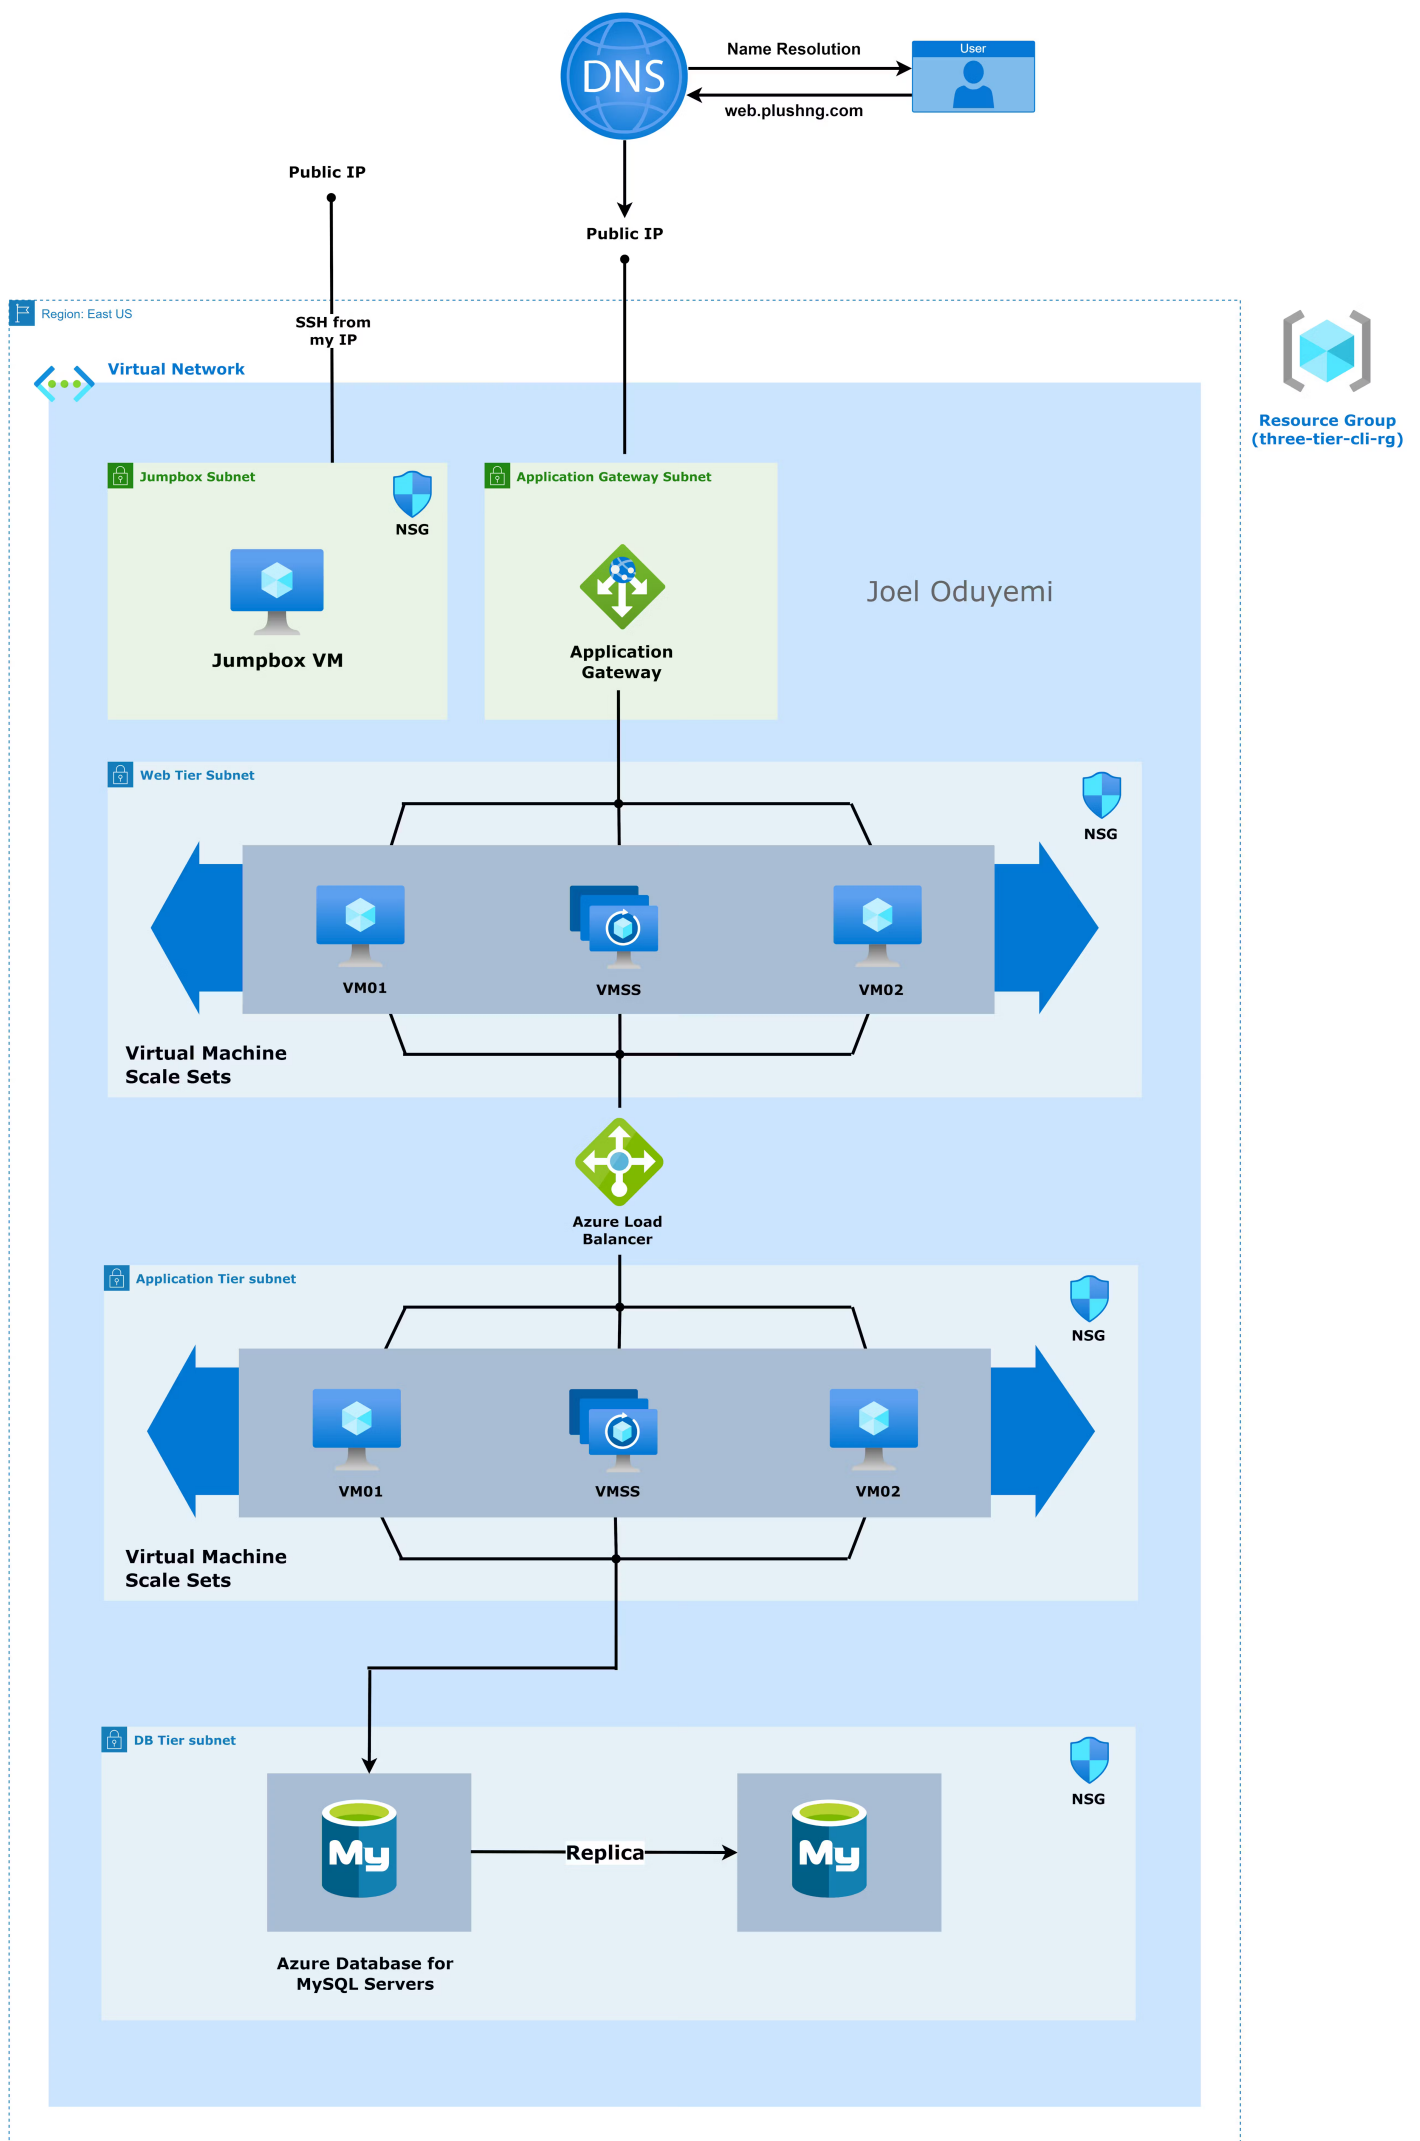 DNS
Name Resolution
User
web.plushng.com
Public IP
Public IP
Region: East US
SSH from
my IP
Virtual Network
Resource Group
(three-tier-cli-rg)
Jumpbox Subnet
NSG
Jumpbox VM
Application Gateway Subnet
Application
Gateway
Joel Oduyemi
Web Tier Subnet
NSG
VM01
VMSS
VM02
Virtual Machine
Scale Sets
Azure Load
Balancer
Application Tier subnet
NSG
VM01
VMSS
VM02
Virtual Machine
Scale Sets
DB Tier subnet
NSG
My
Replica
My
Azure Database for
MySQL Servers